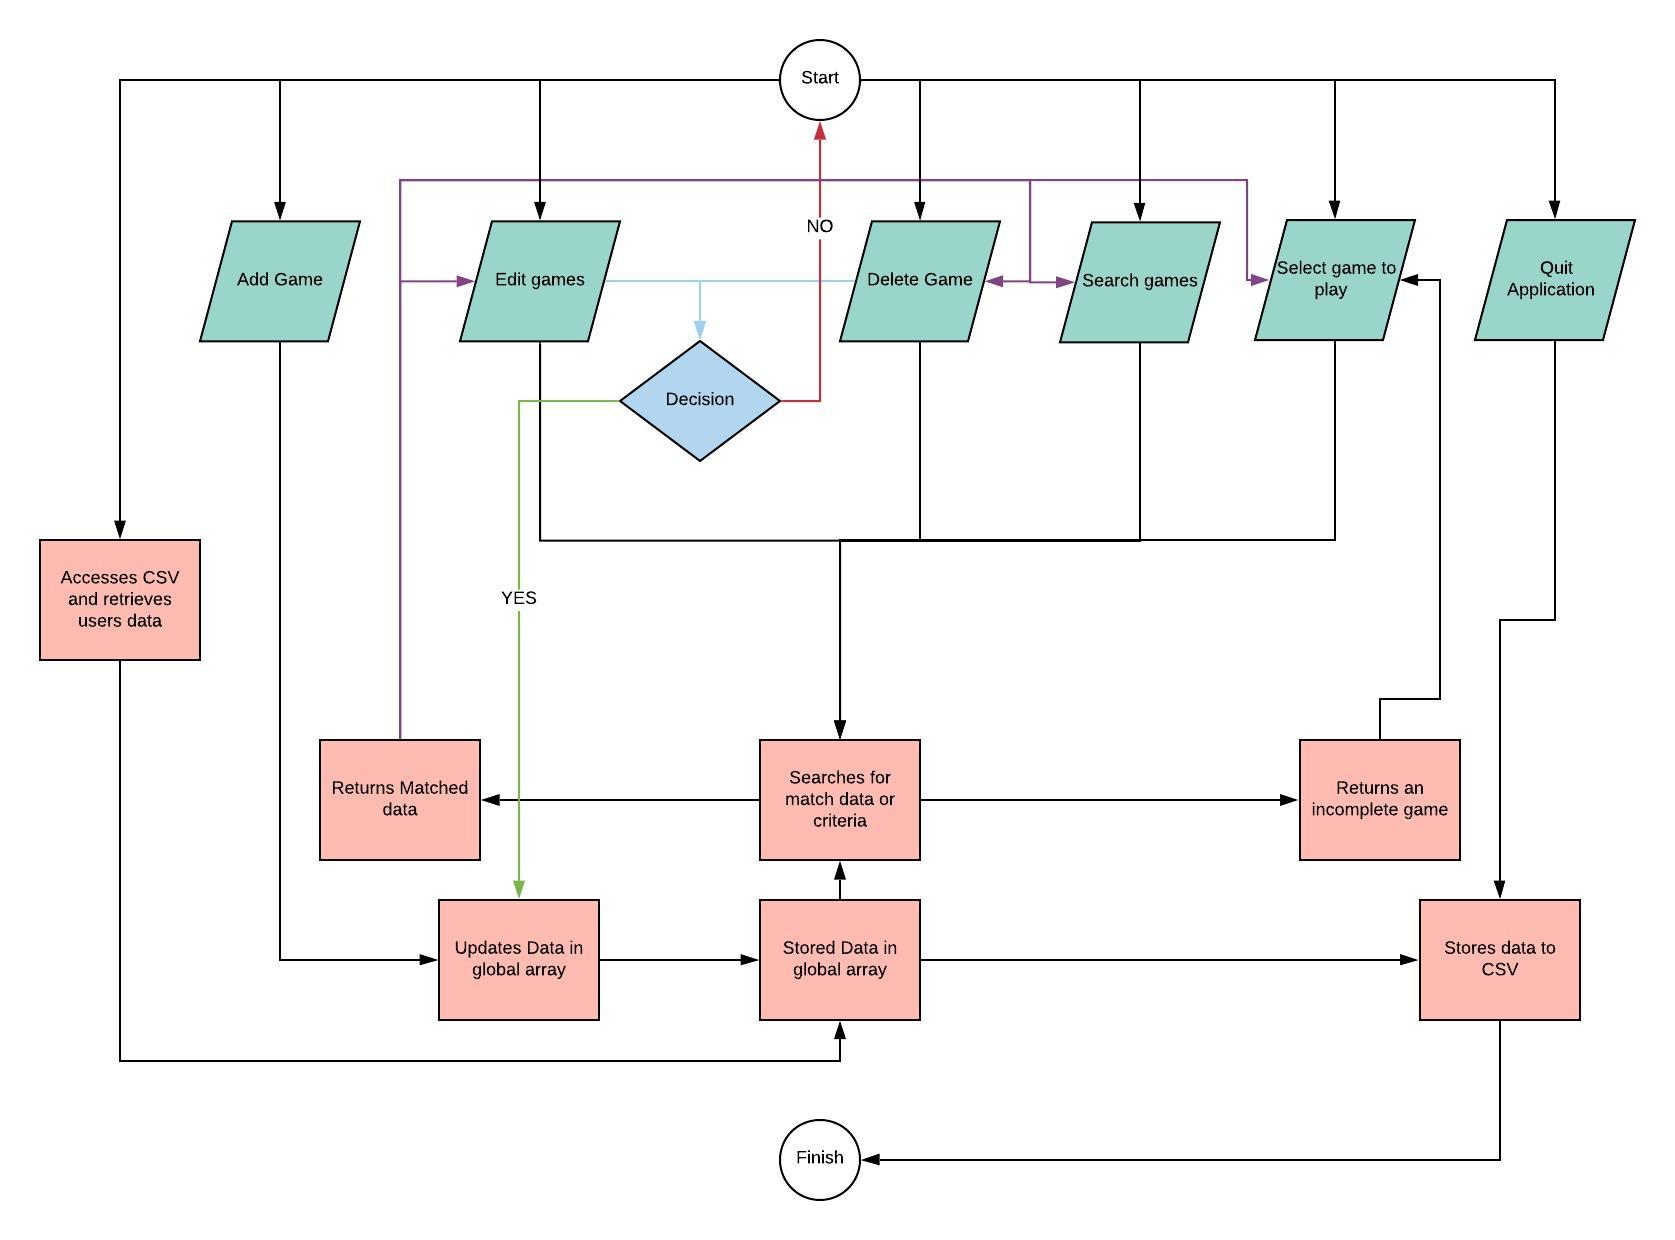 Start
NO
Add Game
Edit games
Delete Game
Search games
Select game to
play
Quit
Application
Decision
Accesses CSV
and retrieves
users data
YES
Returns Matched
data
Searches for
match data or
criteria
Returns an
incomplete game
Updates Data in
global array
Stored Data in
global array
Stores data to
CSV
Finish